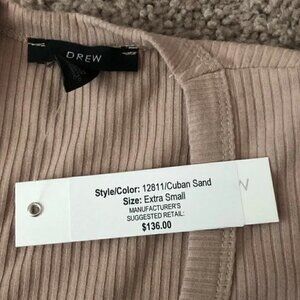 DREW
Style/Color: 12811/Cuban Sand
Size: Extra Small
MANUFACTURER'S
SUGGESTED RETAIL:
$136.00